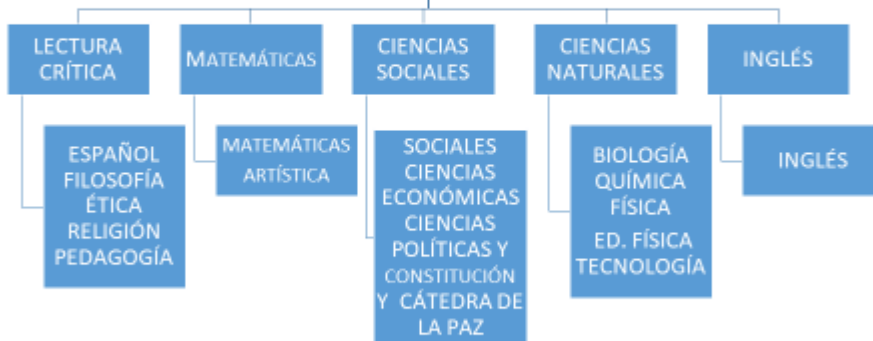 LECTURA
CRÍTICA
MATEMÁTICAS
CIENCIAS
SOCIALES
CIENCIAS
NATURALES
INGLÉS
ESPAÑOL
FILOSOFÍA
ÉTICA
RELIGIÓN
PEDAGOGÍA
MATEMÁTICAS
ARTÍSTICA
SOCIALES
CIENCIAS
ECONÓMICAS
CIENCIAS
POLÍTICAS Y
CONSTITUCIÓN
Y CÁTEDRA DE
LA PAZ
BIOLOGÍA
QUÍMICA
FÍSICA
ED. FÍSICA
TECNOLOGÍA
INGLÉS